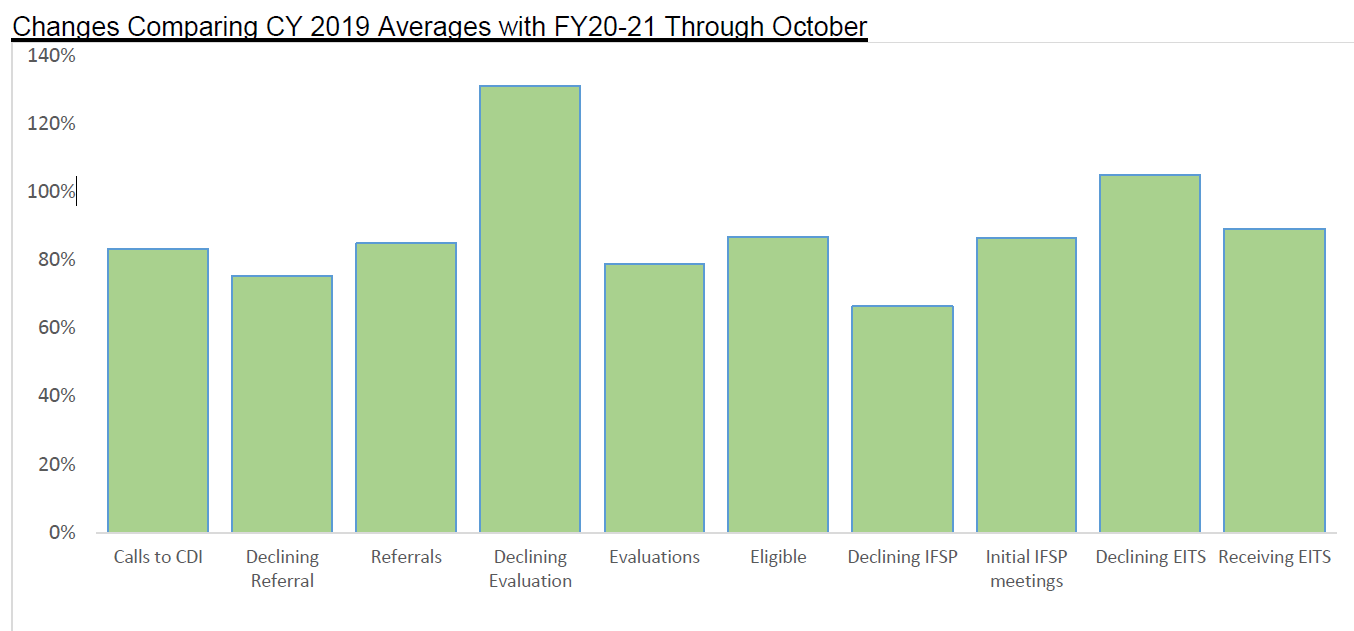 Changes Comparing CY 2019 Averages with FY20-21 Through October
140%
120%
100%
80%
60%
40%
20%
0%
Calls to CDI
Declining
Referral
Referrals
Declining
Evaluation
Evaluations
Eligible
Declining IFSP
Initial IFSP
meetings
Declining EITS
Receiving EITS